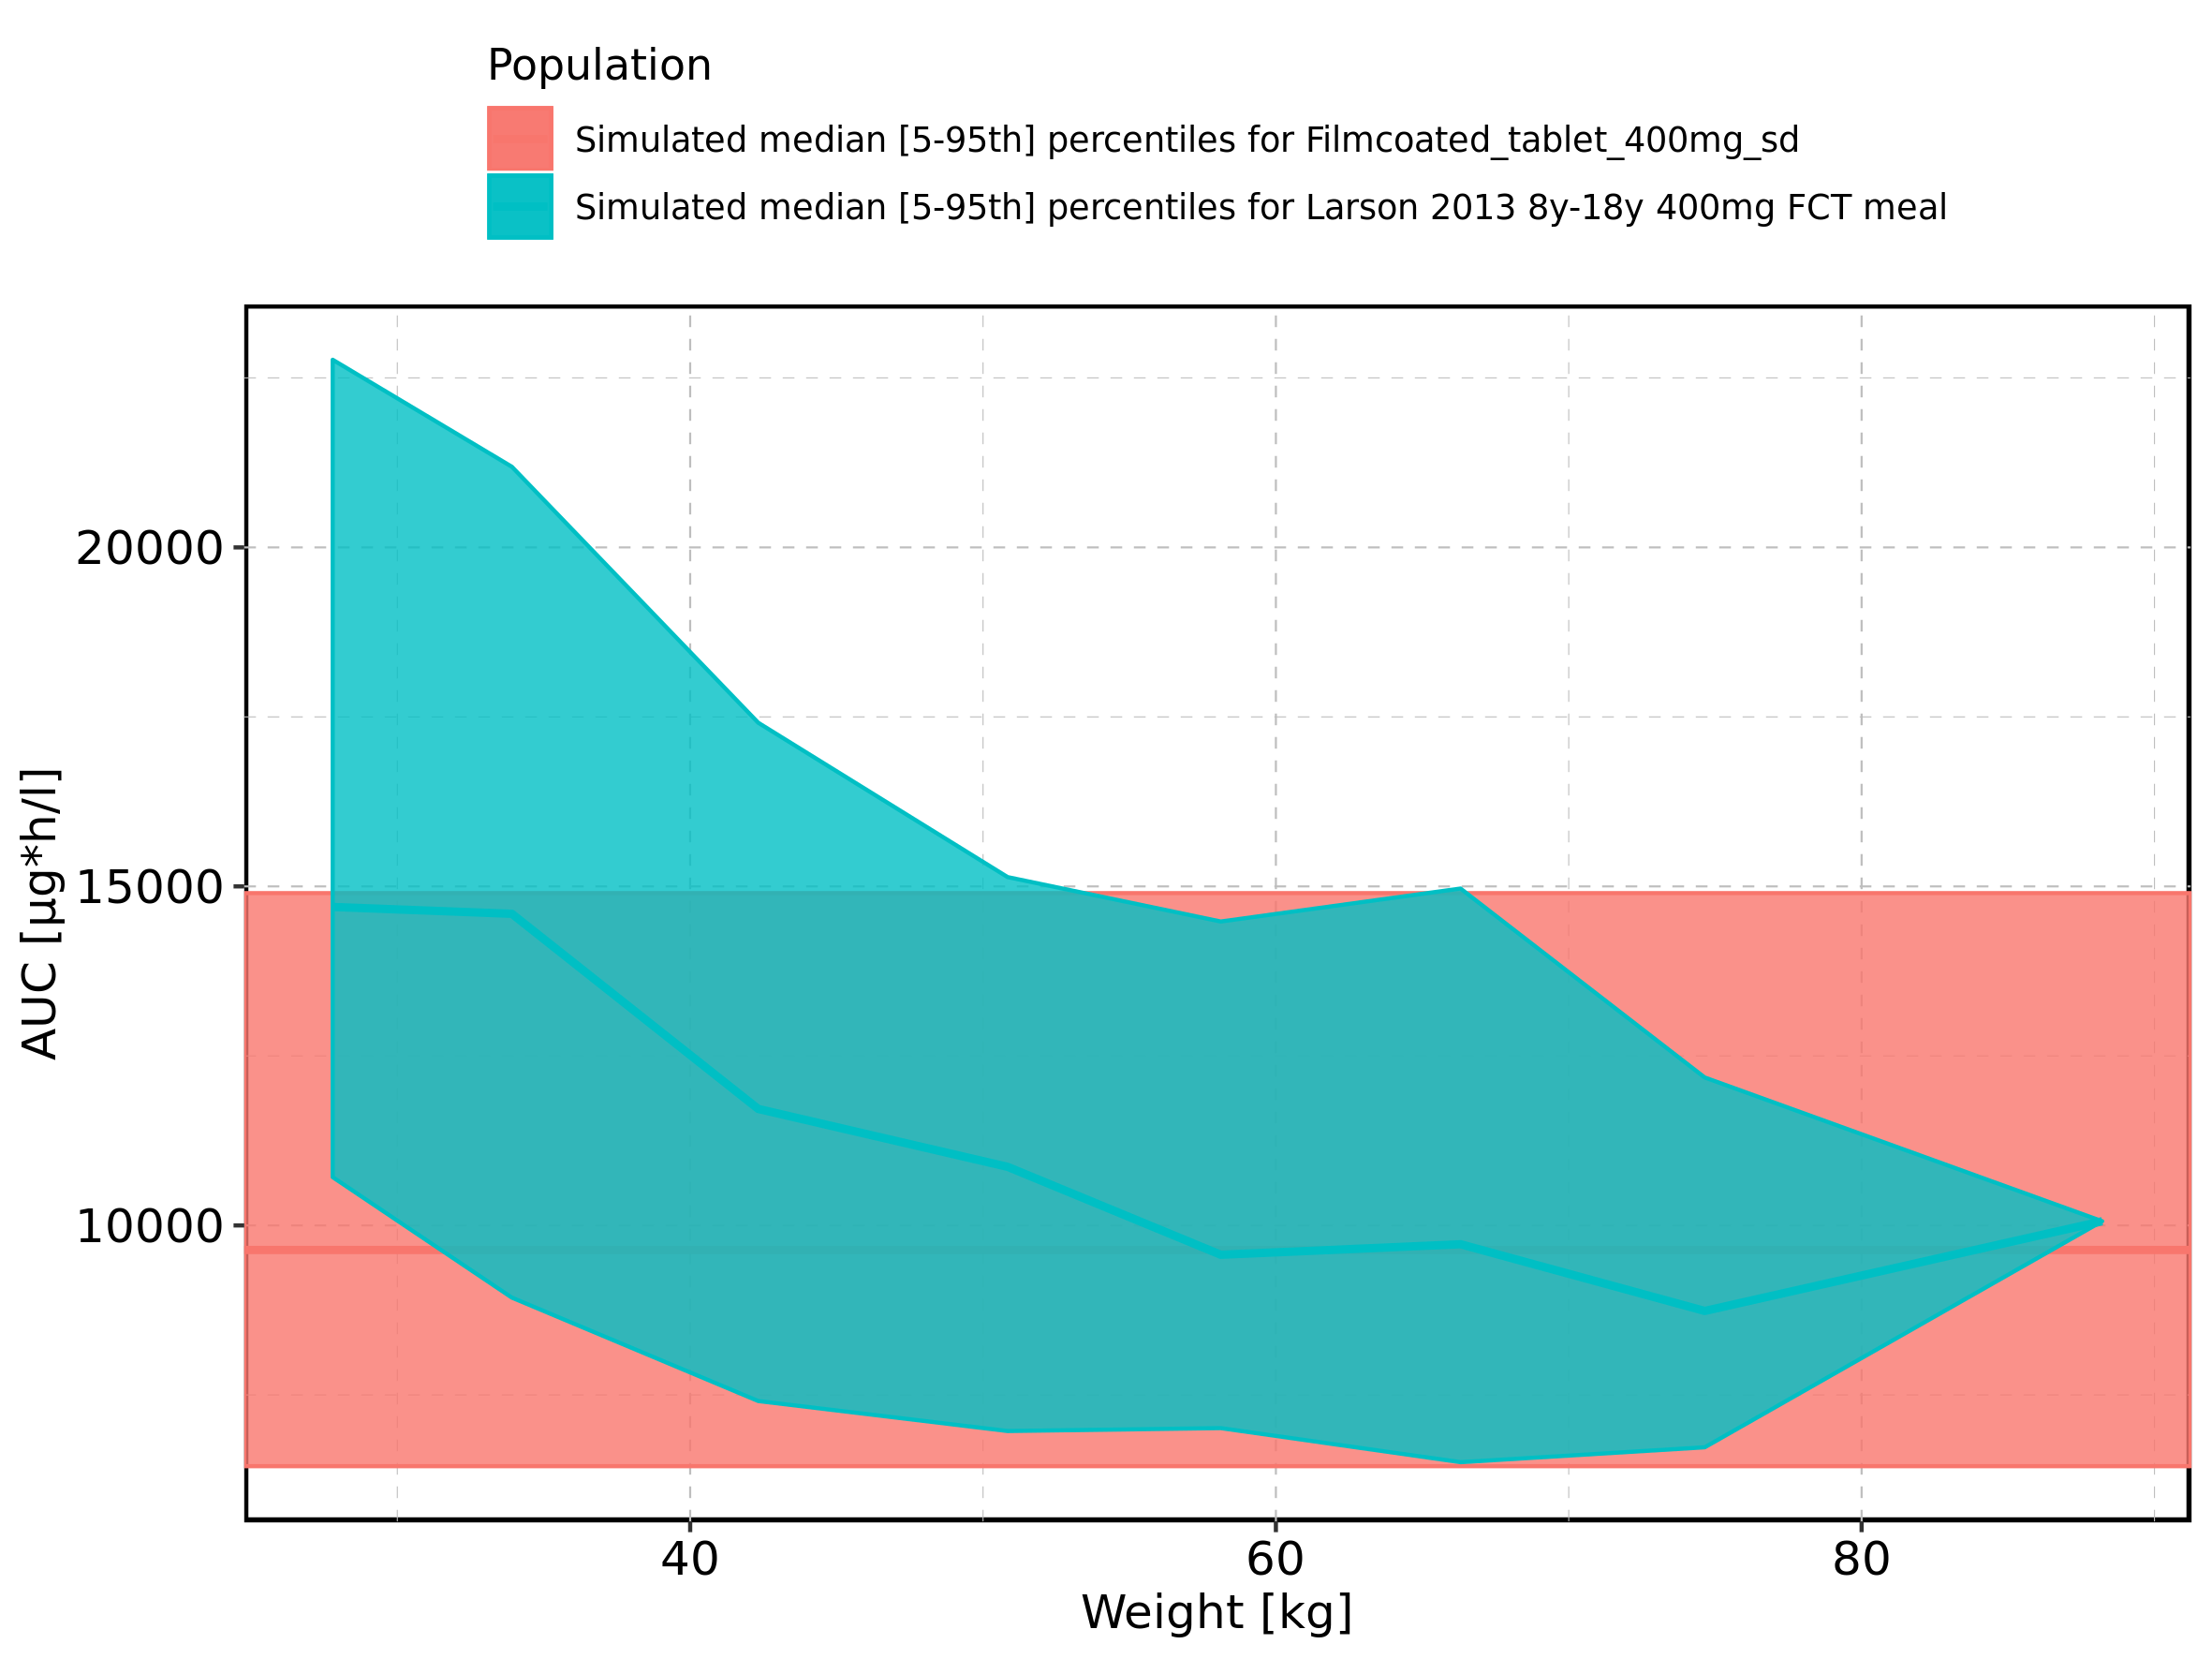 Population
Simulated median [5-95th] percentiles for Filmcoated_tablet_400mg_sd
Simulated median [5-95th] percentiles for Larson 2013 8y-18y 400mg FCT meal
20000
15000
10000
AUC [µg*h/l]
40 60 80
Weight [kg]